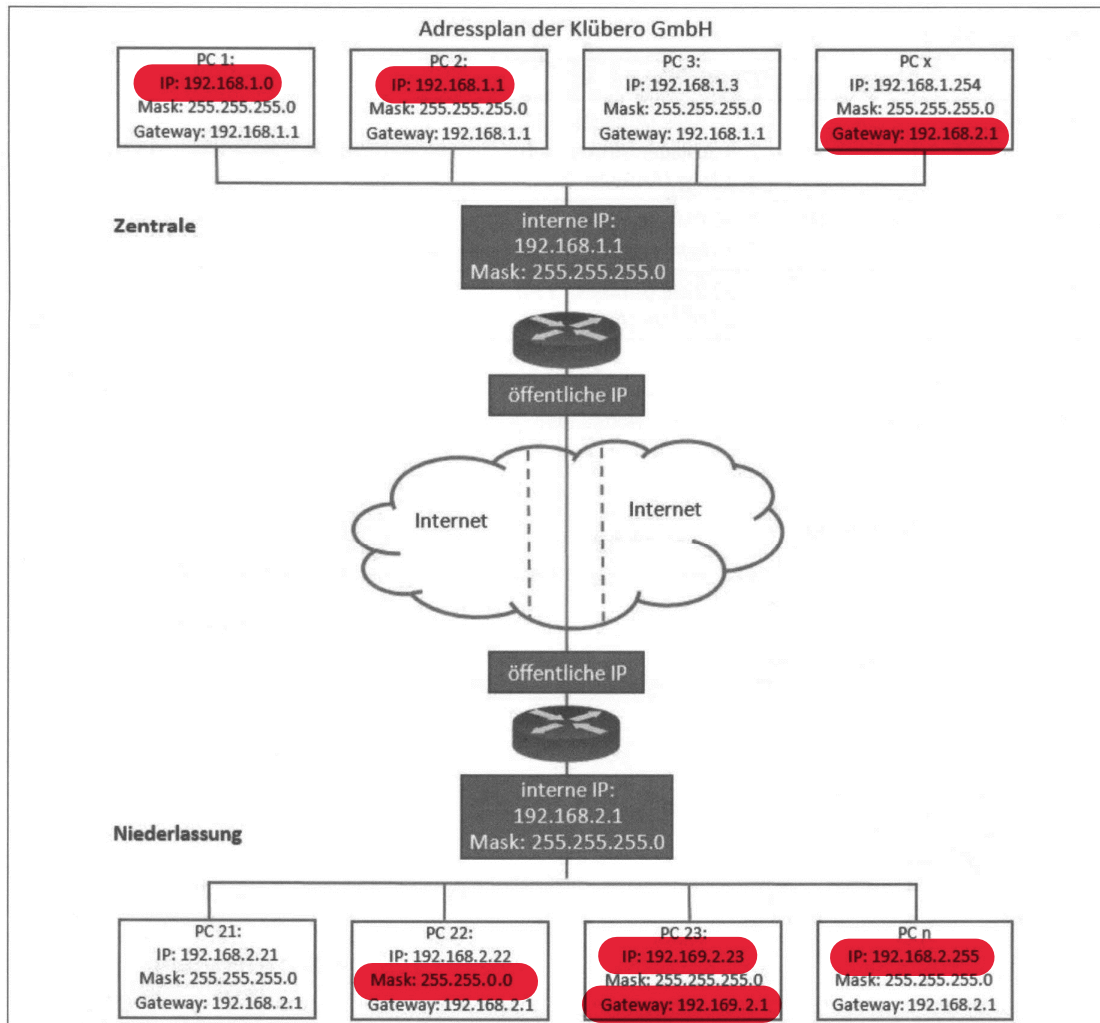 Adressplan der Klübero GmbH
PC 1:
IP: 192.168.1.0
Mask: 255.255.255.0
Gateway: 192.168.1.1
PC 2:
IP: 192.168.1.1
Mask: 255.255.255.0
Gateway: 192.168.1.1
PC 3:
IP: 192.168.1.3
Mask: 255.255.255.0
Gateway: 192.168.1.1
PC x
IP: 192.168.1.254
Mask: 255.255.255.0
Gateway: 192.168.2.1
Zentrale
interne IP:
192.168.1.1
Mask: 255.255.255.0
öffentliche IP
Internet
Internet
öffentliche IP
interne IP:
192.168.2.1
Mask: 255.255.255.0
Niederlassung
PC 21:
IP: 192.168.2.21
Mask: 255.255.255.0
Gateway: 192.168.2.1
PC 22:
IP: 192.168.2.22
Mask: 255.255.0.0
Gateway: 192.168.2.1
PC 23:
IP: 192.169.2.23
Mask: 255.255.255.0
Gateway: 192.169.2.1
PC n
IP: 192.168.2.255
Mask: 255.255.255.0
Gateway: 192.168.2.1